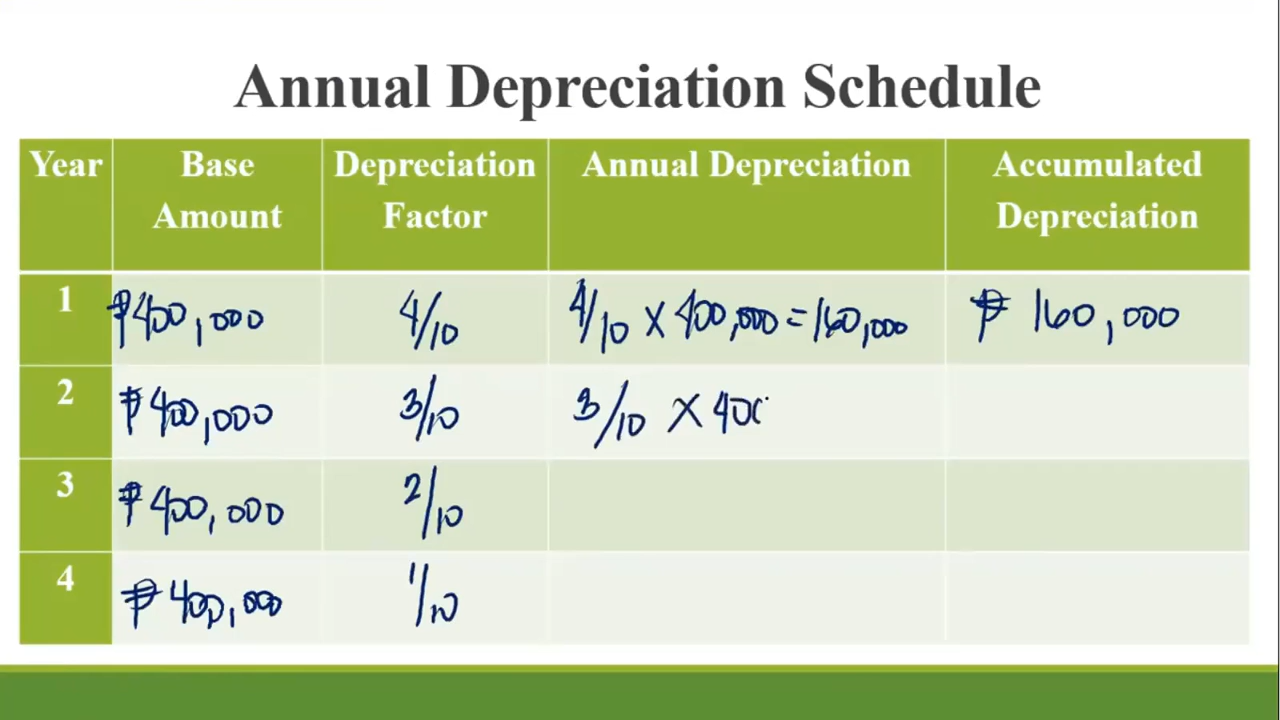 Annual Depreciation Schedule
Year Base Amount Depreciation Factor Annual Depreciation Accumulated Depreciation
1 ₱400,000 4/10 4/10 X 400,000 = 160,000 ₱ 160,000
2 ₱400,000 3/10 3/10 X 400
3 ₱400,000 2/10
4 ₱400,000 1/10